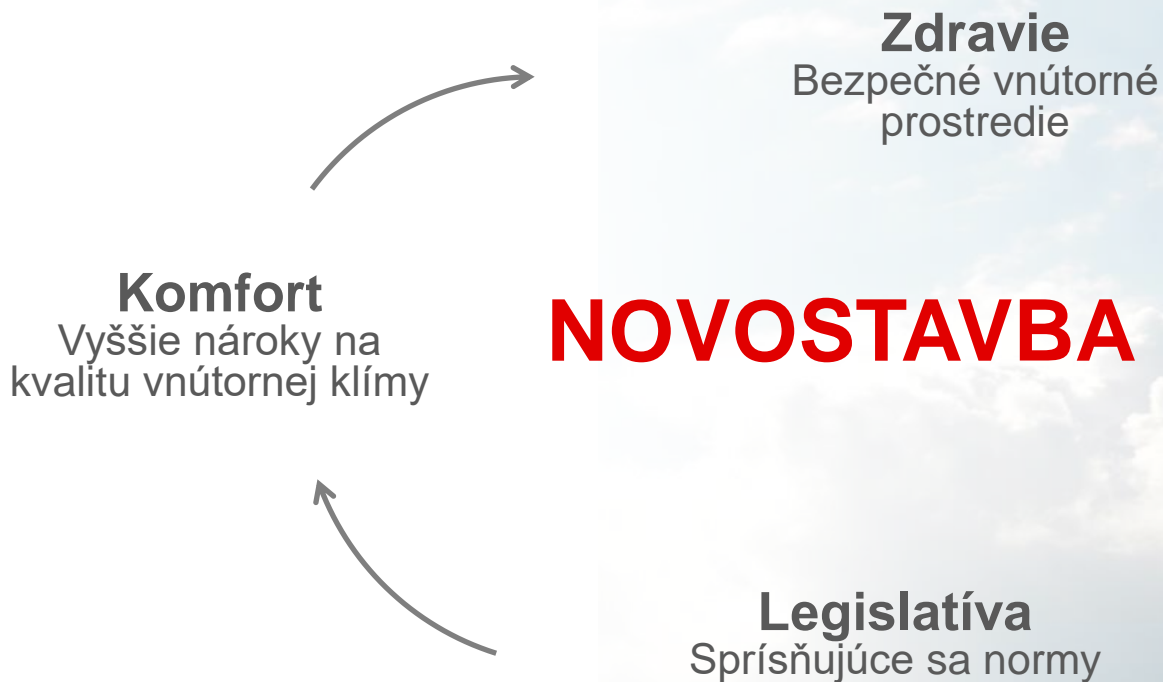 Zdravie
Bezpečné vnútorné
prostredie
Komfort
Vyššie nároky na
kvalitu vnútornej klímy
NOVOSTAVBA
Legislatíva
Sprísňujúce sa normy